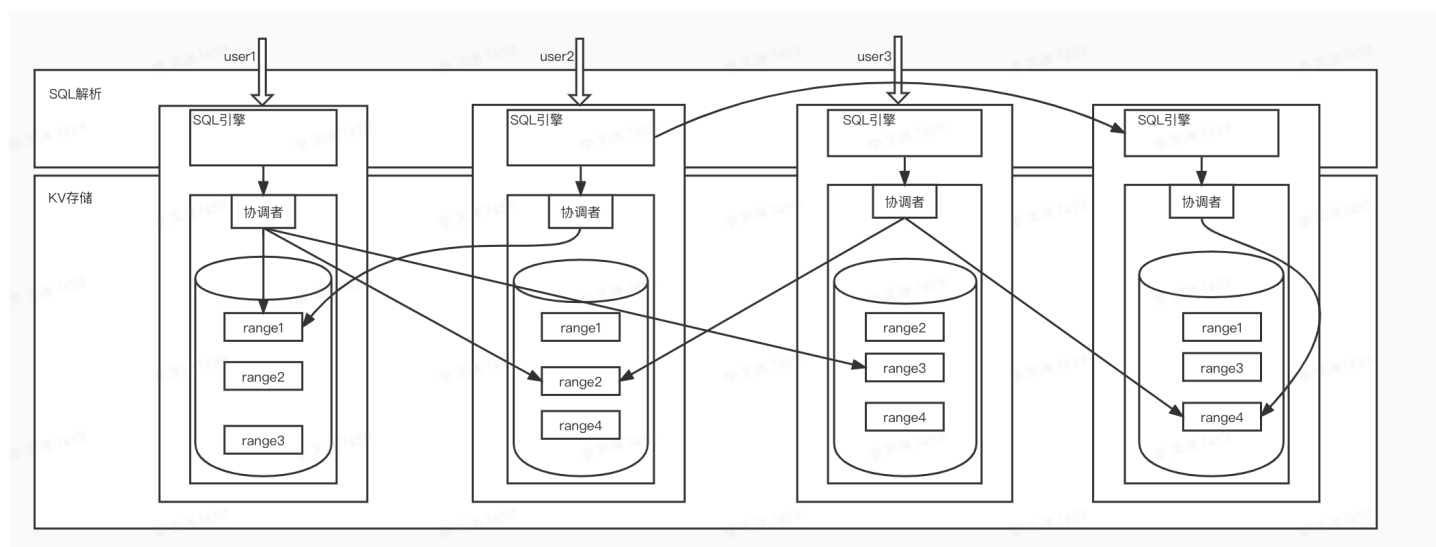 user1
user2
user3
SQL解析
SQL引擎
SQL引擎
SQL引擎
SQL引擎
KV存储
协调者
协调者
协调者
协调者
range1
range1
range2
range1
range2
range2
range3
range3
range3
range4
range4
range4